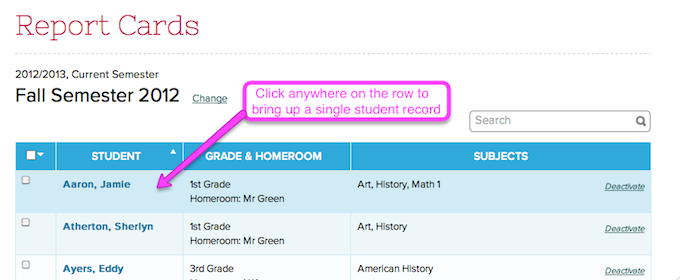 Report Cards
2012/2013, Current Semester
Fall Semester 2012 Change
Click anywhere on the row to
bring up a single student record
Search
STUDENT GRADE & HOMEROOM SUBJECTS
Aaron, Jamie 1st Grade Art, History, Math 1 Deactivate
Homeroom: Mr Green
Atherton, Sherlyn 1st Grade Art, History Deactivate
Homeroom: Mr Green
Ayers, Eddy 3rd Grade American History Deactivate